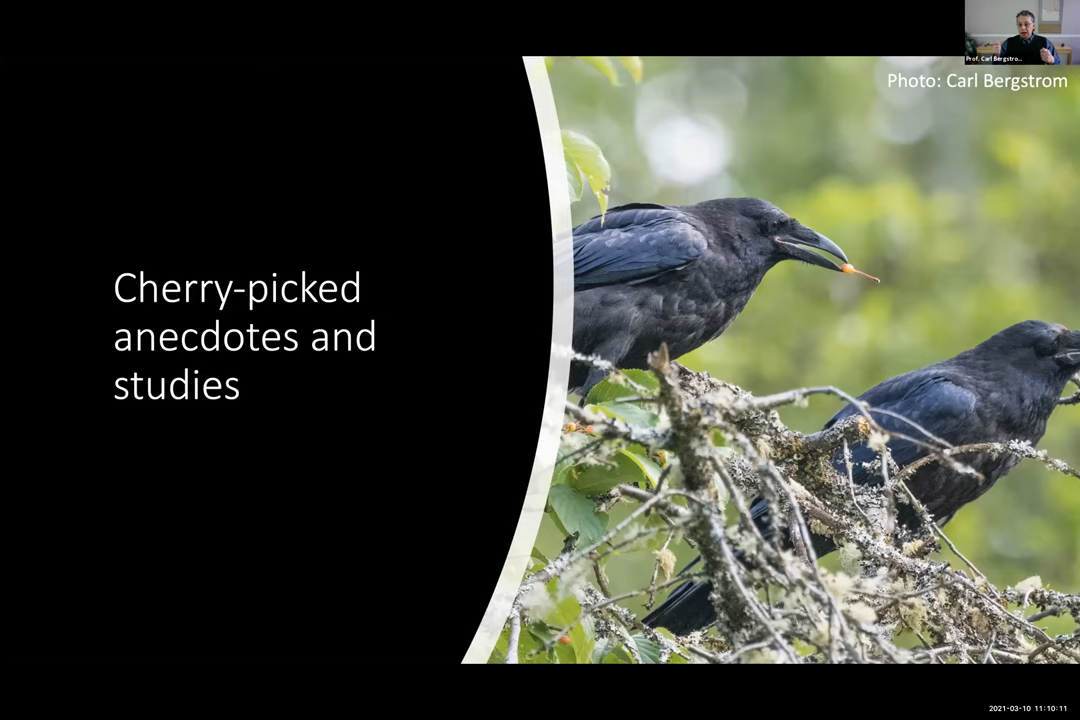 Prof. Carl Bergstro...
Photo: Carl Bergstrom
Cherry-picked
anecdotes and
studies
2021-03-10 11:10:11